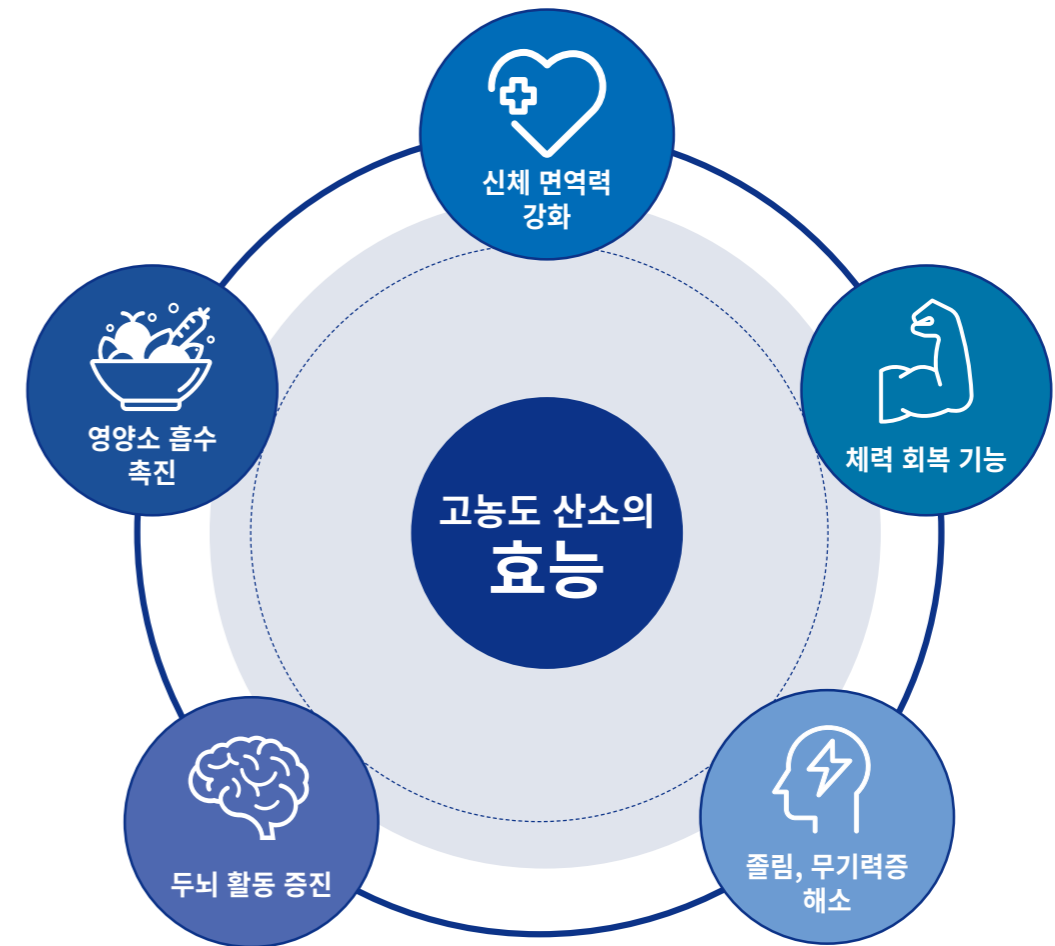 신체 면역력
강화
영양소 흡수
촉진
체력 회복 기능
고농도 산소의
효능
두뇌 활동 증진
졸림, 무기력증
해소